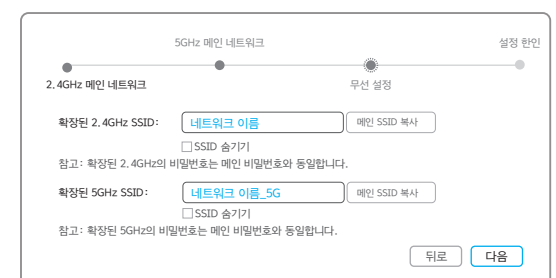 5GHz 메인 네트워크 설정 한인
2.4GHz 메인 네트워크 무선 설정
확장된 2.4GHz SSID: 네트워크 이름 메인 SSID 복사
SSID 숨기기
참고: 확장된 2.4GHz의 비밀번호는 메인 비밀번호와 동일합니다.
확장된 5GHz SSID: 네트워크 이름_5G 메인 SSID 복사
SSID 숨기기
참고: 확장된 5GHz의 비밀번호는 메인 비밀번호와 동일합니다.
뒤로 다음